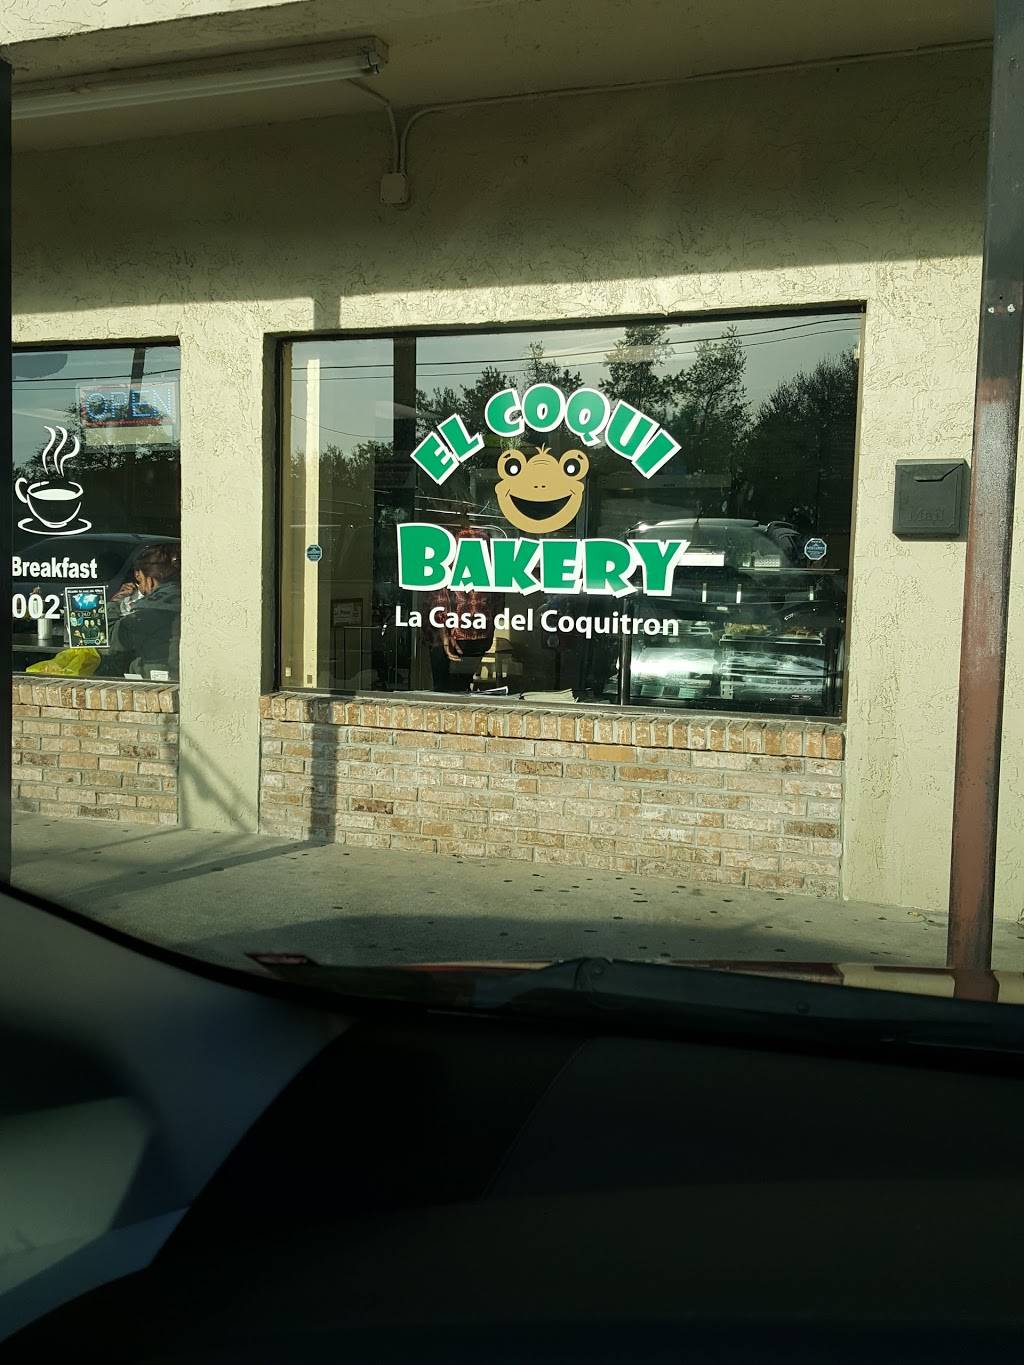 OPEN
Breakfast
002
EL COQUI
BAKERY
La Casa del Coquitron
Mail